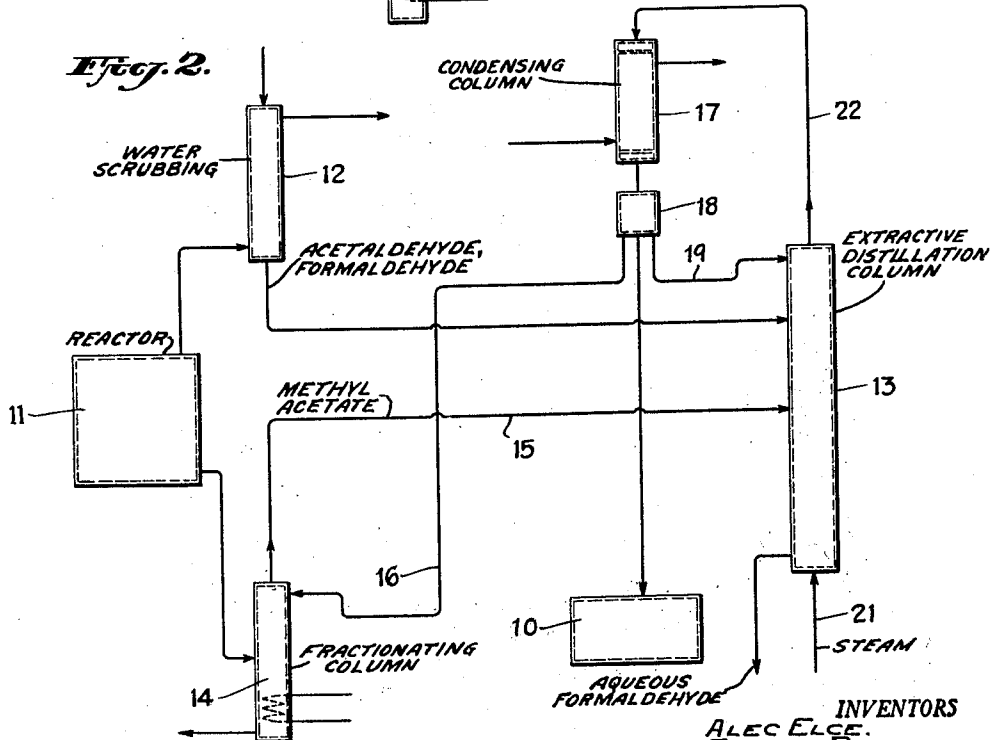 Fig. 2.
CONDENSING
COLUMN
17
22
WATER
SCRUBBING
12
18
ACETALDEHYDE,
FORMALDEHYDE
19
EXTRACTIVE
DISTILLATION
COLUMN
REACTOR
11
METHYL
ACETATE
13
15
16
10
21
STEAM
FRACTIONATING
COLUMN
14
AQUEOUS
FORMALDEHYDE
INVENTORS
ALEC ELCE.